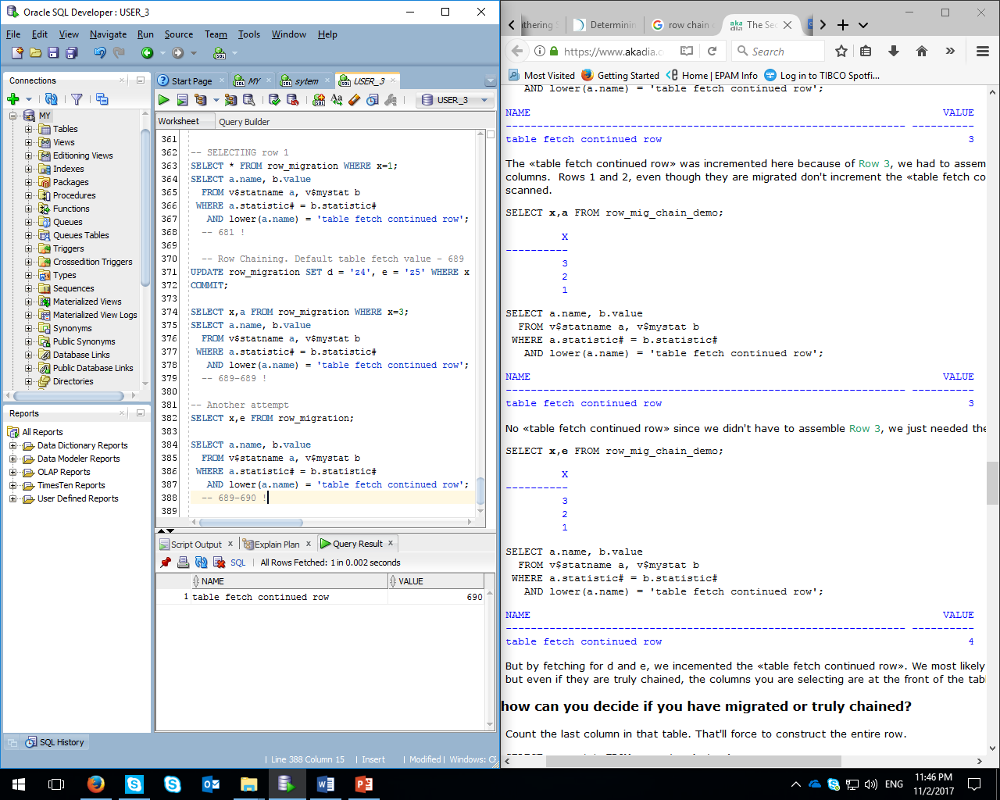 Oracle SQL Developer : USER_3
File Edit View Navigate Run Source Team Tools Window Help
Connections
MY
Tables
Views
Editioning Views
Indexes
Packages
Procedures
Functions
Queues
Queues Tables
Triggers
Crossedition Triggers
Types
Sequences
Materialized Views
Materialized View Logs
Synonyms
Public Synonyms
Database Links
Public Database Links
Directories
Reports
All Reports
Data Dictionary Reports
Data Modeler Reports
OLAP Reports
TimesTen Reports
User Defined Reports
SQL History
Start Page MY sytem USER_3
USER_3
Worksheet Query Builder
361
362 -- SELECTING row 1
363 SELECT * FROM row_migration WHERE x=1;
364 SELECT a.name, b.value
365 FROM v$statname a, v$mystat b
366 WHERE a.statistic# = b.statistic#
367 AND lower(a.name) = 'table fetch continued row';
368 -- 681 !
369
370 -- Row Chaining. Default table fetch value - 689
371 UPDATE row_migration SET d = 'z4', e = 'z5' WHERE x
372 COMMIT;
373
374 SELECT x,a FROM row_migration WHERE x=3;
375 SELECT a.name, b.value
376 FROM v$statname a, v$mystat b
377 WHERE a.statistic# = b.statistic#
378 AND lower(a.name) = 'table fetch continued row';
379 -- 689-689 !
380
381 -- Another attempt
382 SELECT x,e FROM row_migration;
383
384 SELECT a.name, b.value
385 FROM v$statname a, v$mystat b
386 WHERE a.statistic# = b.statistic#
387 AND lower(a.name) = 'table fetch continued row';
388 -- 689-690 !
389
Script Output x Explain Plan x Query Result x
SQL All Rows Fetched: 1 in 0.002 seconds
NAME VALUE
1 table fetch continued row 690
Line 388 Column 15 Insert Modified Windows: CF
thering Determinin row chain The Sec
https://www.akadia.c Search
Most Visited Getting Started Home | EPAM Info Log in to TIBCO Spotfi...
AND lower(a.name) = 'table fetch continued row';
NAME VALUE
---------------------------------------------------------------- ----------
table fetch continued row 3
The «table fetch continued row» was incremented here because of Row 3, we had to assem
columns. Rows 1 and 2, even though they are migrated don't increment the «table fetch co
scanned.
SELECT x,a FROM row_mig_chain_demo;
X
----------
3
2
1
SELECT a.name, b.value
FROM v$statname a, v$mystat b
WHERE a.statistic# = b.statistic#
AND lower(a.name) = 'table fetch continued row';
NAME VALUE
---------------------------------------------------------------- ----------
table fetch continued row 3
No «table fetch continued row» since we didn't have to assemble Row 3, we just needed the
SELECT x,e FROM row_mig_chain_demo;
X
----------
3
2
1
SELECT a.name, b.value
FROM v$statname a, v$mystat b
WHERE a.statistic# = b.statistic#
AND lower(a.name) = 'table fetch continued row';
NAME VALUE
---------------------------------------------------------------- ----------
table fetch continued row 4
But by fetching for d and e, we incemented the «table fetch continued row». We most likely
but even if they are truly chained, the columns you are selecting are at the front of the tab
how can you decide if you have migrated or truly chained?
Count the last column in that table. That'll force to construct the entire row.
ENG
11:46 PM
11/2/2017